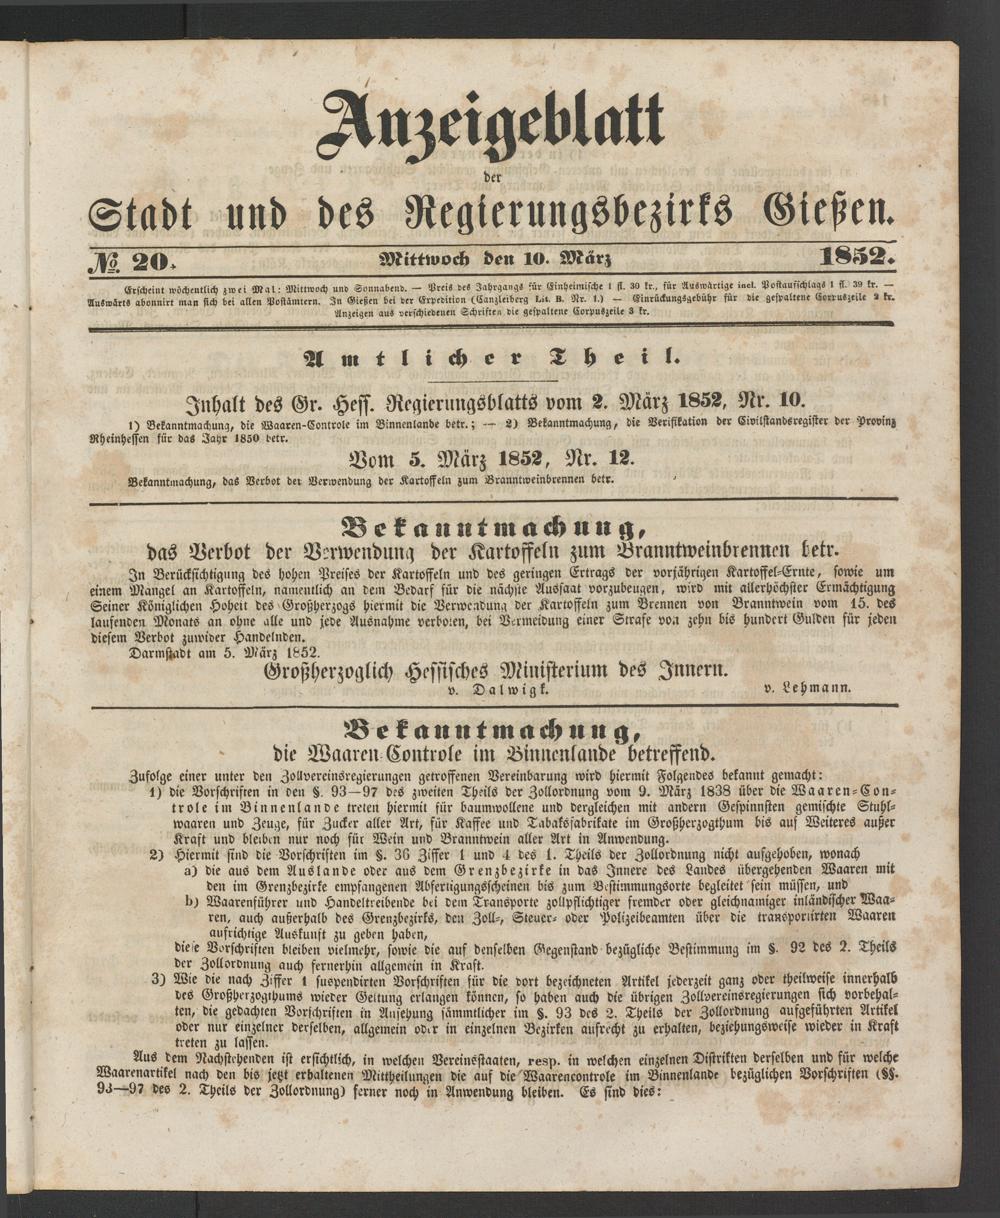 Anzeigeblatt
der
Stadt und des Regierungsbezirks Gießen.
№ 20.
Mittwoch den 10. März
1852.
Erscheint wöchentlich zwei Mal: Mittwoch und Sonnabend. — Preis des Jahrgangs für Einheimische 1 fl. 30 kr., für Auswärtige incl. Postaufschlags 1 fl. 39 kr. —
Auswärts abonnirt man sich bei allen Postämtern. In Gießen bei der Expedition (Canzleiberg Lit. B. Nr. 1.) — Einrückungsgebühr für die gespaltene Corpuszeile 2 kr.
Anzeigen aus verschiedenen Schriften die gespaltene Corpuszeile 3 kr.
Amtlicher Theil.
Inhalt des Gr. Hess. Regierungsblatts vom 2. März 1852, Nr. 10.
1) Bekanntmachung, die Waaren-Controle im Binnenlande betr.; — 2) Bekanntmachung, die Verifikation der Civilstandsregister der Provinz
Rheinhessen für das Jahr 1850 betr.
Vom 5. März 1852, Nr. 12.
Bekanntmachung, das Verbot der Verwendung der Kartoffeln zum Branntweinbrennen betr.
Bekanntmachung,
das Verbot der Verwendung der Kartoffeln zum Branntweinbrennen betr.
In Berücksichtigung des hohen Preises der Kartoffeln und des geringen Ertrags der vorjährigen Kartoffel-Ernte, sowie um
einem Mangel an Kartoffeln, namentlich an dem Bedarf für die nächste Aussaat vorzubeugen, wird mit allerhöchster Ermächtigung
Seiner Königlichen Hoheit des Großherzogs hiermit die Verwendung der Kartoffeln zum Brennen von Branntwein vom 15. des
laufenden Monats an ohne alle und jede Ausnahme verboten, bei Vermeidung einer Strafe von zehn bis hundert Gulden für jeden
diesem Verbot zuwider Handelnden.
Darmstadt am 5. März 1852.
Großherzoglich Hessisches Ministerium des Innern.
v. Dalwigk.
v. Lehmann.
Bekanntmachung,
die Waaren-Controle im Binnenlande betreffend.
Zufolge einer unter den Zollvereinsregierungen getroffenen Vereinbarung wird hiermit Folgendes bekannt gemacht:
1) die Vorschriften in den §. 93—97 des zweiten Theils der Zollordnung vom 9. März 1838 über die Waaren-Con-
trole im Binnenlande treten hiermit für baumwollene und dergleichen mit andern Gespinnsten gemischte Stuhl-
waaren und Zeuge, für Zucker aller Art, für Kaffee und Tabaksfabrikate im Großherzogthum bis auf Weiteres außer
Kraft und bleiben nur noch für Wein und Branntwein aller Art in Anwendung.
2) Hiermit sind die Vorschriften im §. 36 Ziffer 1 und 4 des 1. Theils der Zollordnung nicht aufgehoben, wonach
a) die aus dem Auslande oder aus dem Grenzbezirke in das Innere des Landes übergehenden Waaren mit
den im Grenzbezirke empfangenen Abfertigungsscheinen bis zum Bestimmungsorte begleitet sein müssen, und
b) Waarenführer und Handeltreibende bei dem Transporte zollpflichtiger fremder oder gleichnamiger inländischer Waa-
ren, auch außerhalb des Grenzbezirks, den Zoll-, Steuer- oder Polizeibeamten über die transportirten Waaren
aufrichtige Auskunft zu geben haben,
diese Vorschriften bleiben vielmehr, sowie die auf denselben Gegenstand bezügliche Bestimmung im §. 92 des 2. Theils
der Zollordnung auch fernerhin allgemein in Kraft.
3) Wie die nach Ziffer 1 suspendirten Vorschriften für die dort bezeichneten Artikel jederzeit ganz oder theilweise innerhalb
des Großherzogthums wieder Geltung erlangen können, so haben auch die übrigen Zollvereinsregierungen sich vorbehal-
ten, die gedachten Vorschriften in Ansehung sämmtlicher im §. 93 des 2. Theils der Zollordnung aufgeführten Artikel
oder nur einzelner derselben, allgemein oder in einzelnen Bezirken aufrecht zu erhalten, beziehungsweise wieder in Kraft
treten zu lassen.
Aus dem Nachstehenden ist ersichtlich, in welchen Vereinsstaaten, resp. in welchen einzelnen Distrikten derselben und für welche
Waarenartikel nach den bis jetzt erhaltenen Mittheilungen die auf die Waarencontrole im Binnenlande bezüglichen Vorschriften (§§.
93—97 des 2. Theils der Zollordnung) ferner noch in Anwendung bleiben. Es sind dies: